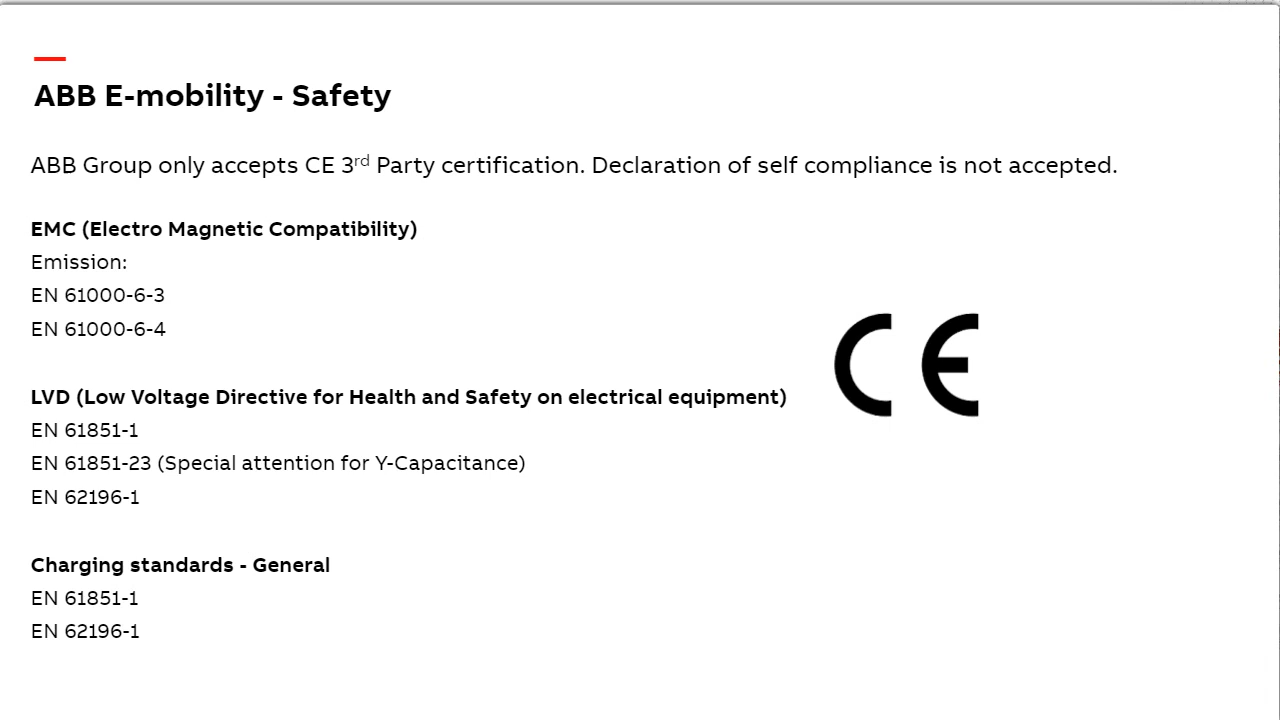 ABB E-mobility - Safety
ABB Group only accepts CE 3rd Party certification. Declaration of self compliance is not accepted.
EMC (Electro Magnetic Compatibility)
Emission:
EN 61000-6-3
EN 61000-6-4
CE
LVD (Low Voltage Directive for Health and Safety on electrical equipment)
EN 61851-1
EN 61851-23 (Special attention for Y-Capacitance)
EN 62196-1
Charging standards - General
EN 61851-1
EN 62196-1